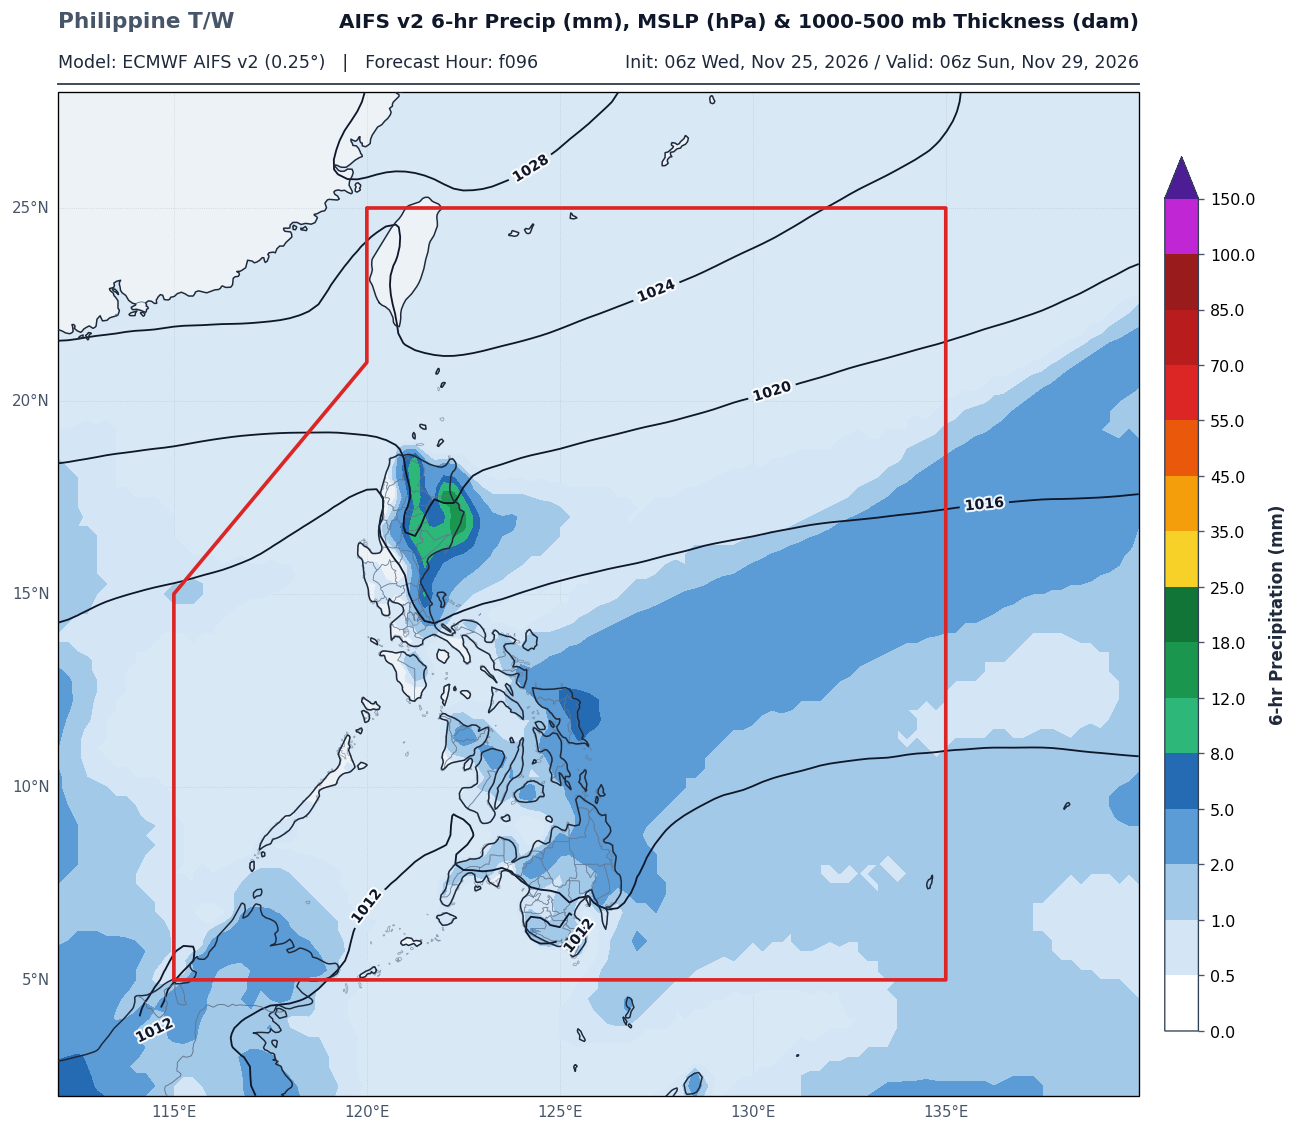 Philippine T/W
AIFS v2 6-hr Precip (mm), MSLP (hPa) & 1000-500 mb Thickness (dam)
Model: ECMWF AIFS v2 (0.25°) | Forecast Hour: f096
Init: 06z Wed, Nov 25, 2026 / Valid: 06z Sun, Nov 29, 2026
1028
1024
1020
1016
1012
1012
1012
25°N
20°N
15°N
10°N
5°N
115°E
120°E
125°E
130°E
135°E
150.0
100.0
85.0
70.0
55.0
45.0
35.0
25.0
18.0
12.0
8.0
5.0
2.0
1.0
0.5
0.0
6-hr Precipitation (mm)